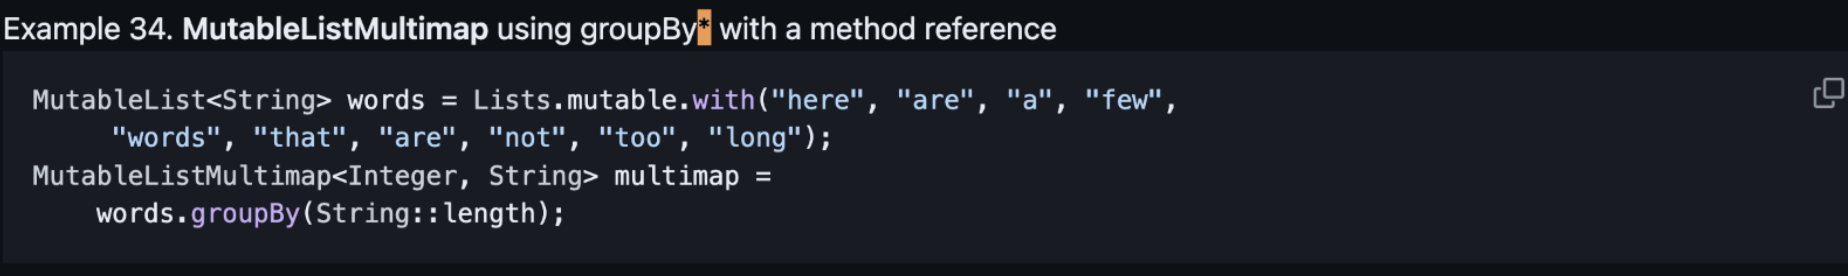 Example 34. MutableListMultimap using groupBy* with a method reference
MutableList<String> words = Lists.mutable.with("here", "are", "a", "few",
"words", "that", "are", "not", "too", "long");
MutableListMultimap<Integer, String> multimap =
words.groupBy(String::length);